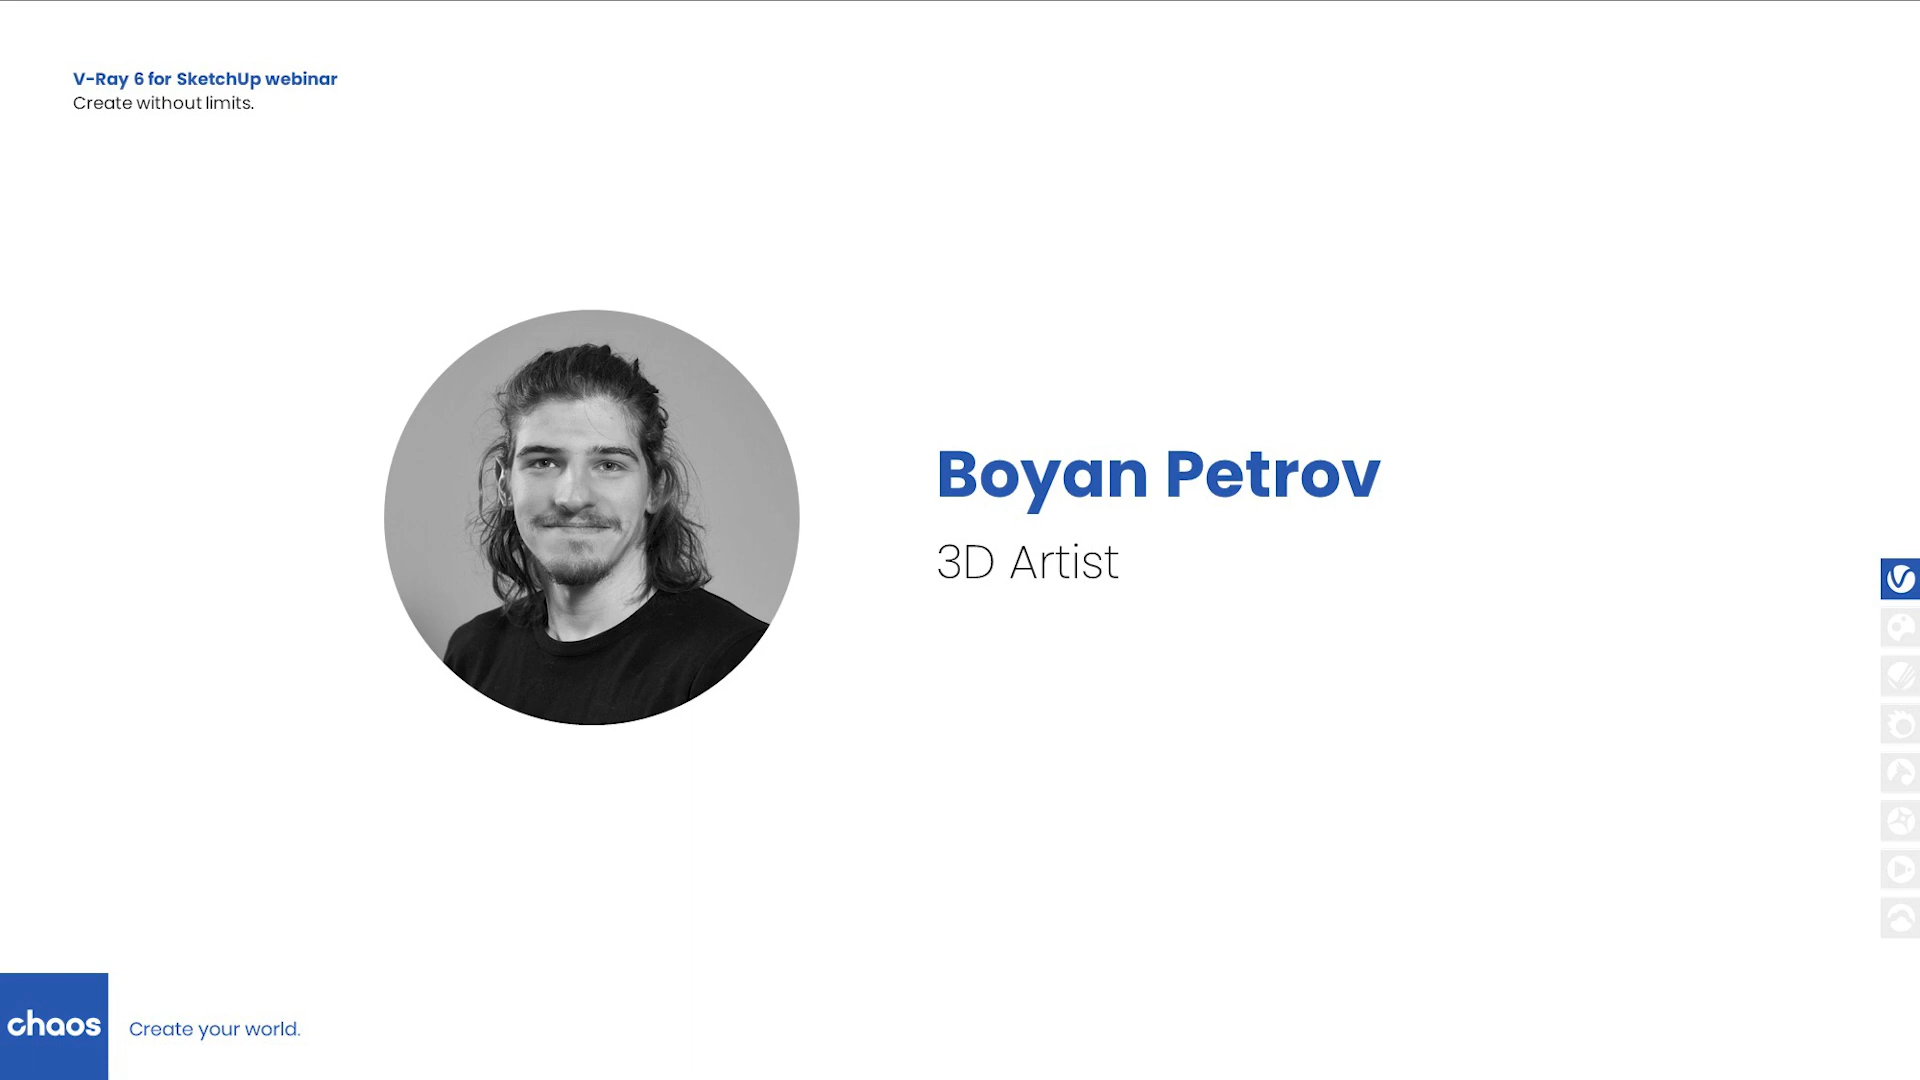 V-Ray 6 for SketchUp webinar
Create without limits.
Boyan Petrov
3D Artist
chaos
Create your world.